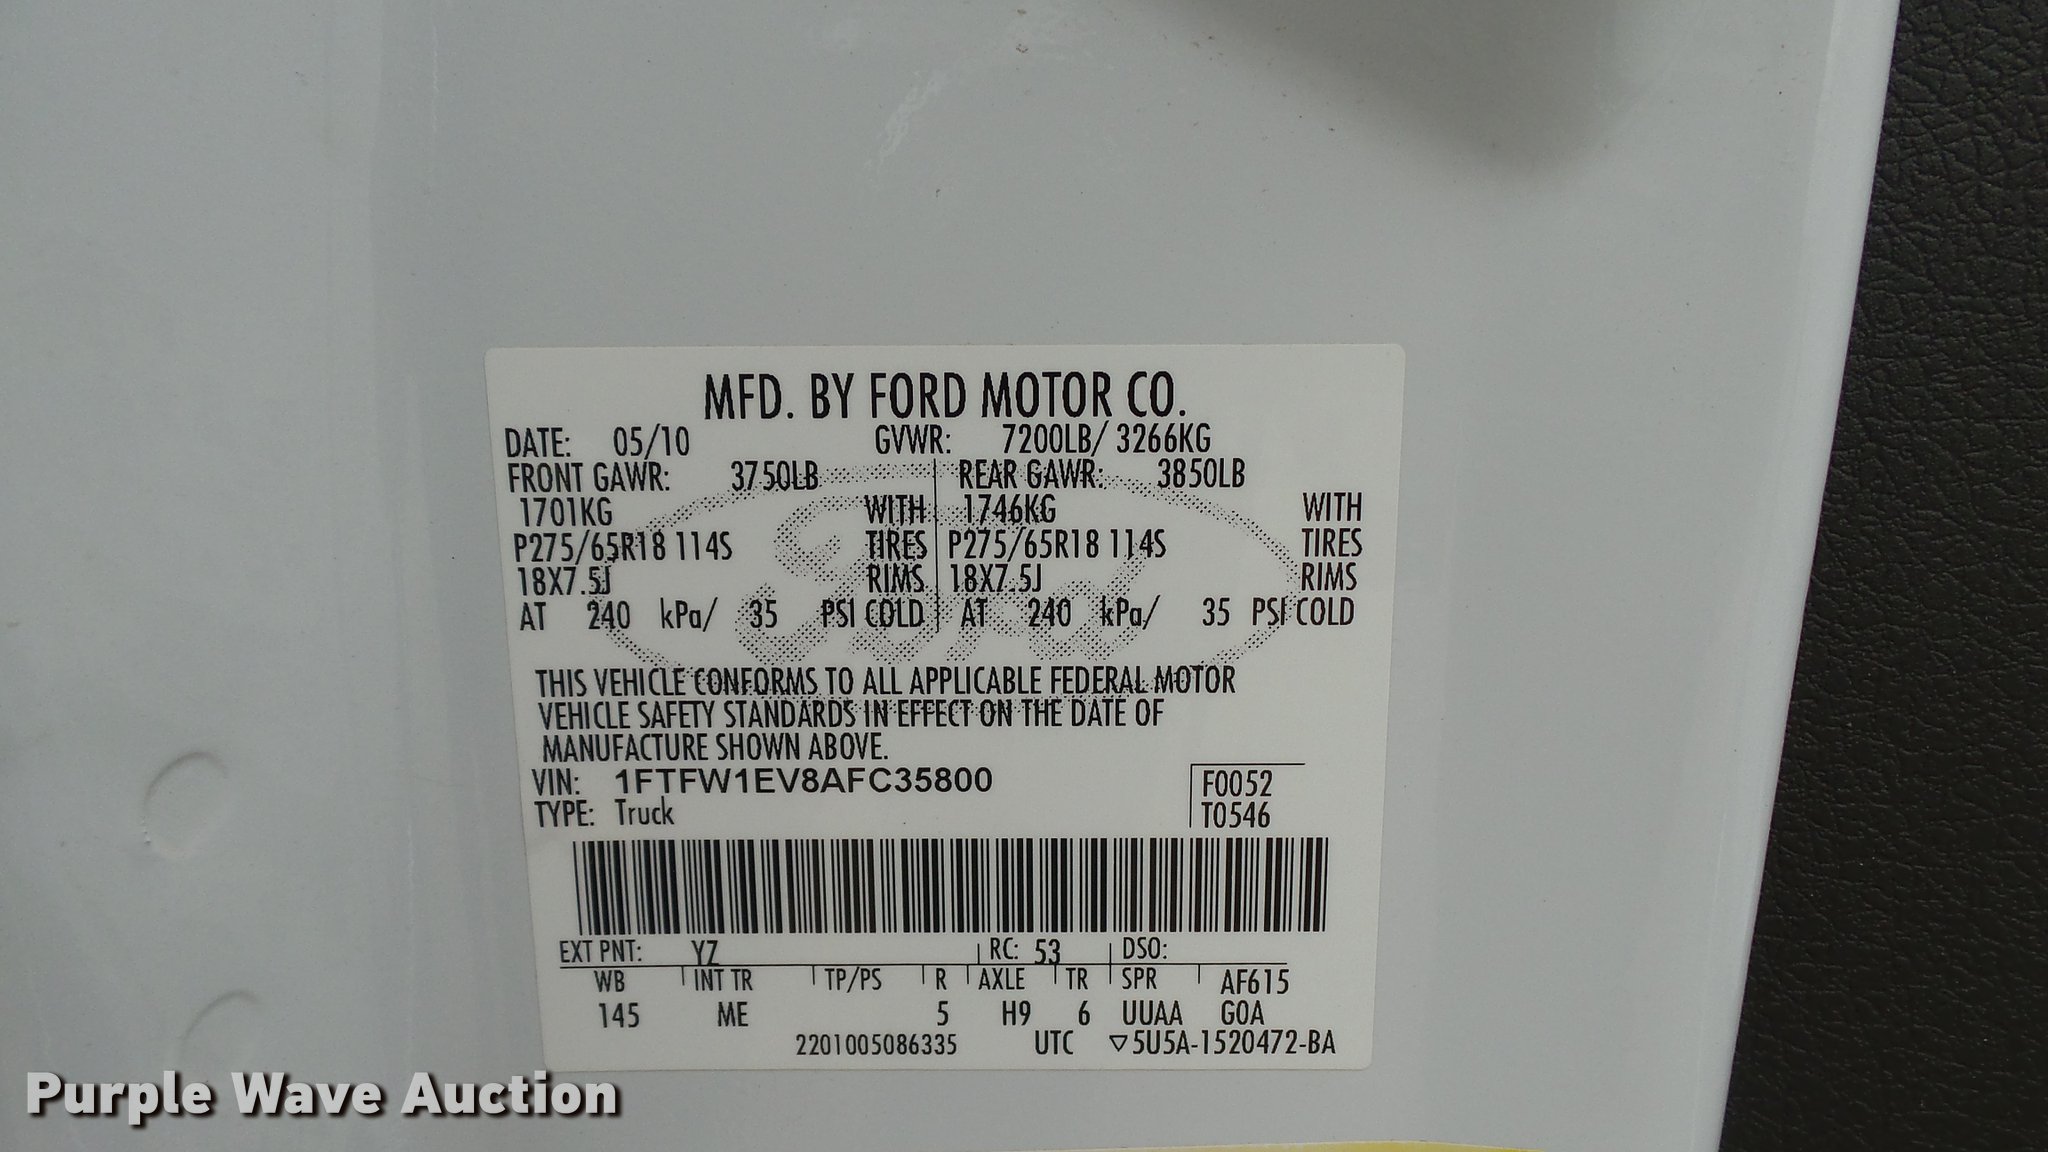 MFD. BY FORD MOTOR CO.
DATE: 05/10 GVWR: 7200LB/ 3266KG
FRONT GAWR: 3750LB REAR GAWR: 3850LB
1701KG WITH 1746KG WITH
P275/65R18 114S TIRES P275/65R18 114S TIRES
18X7.5J RIMS 18X7.5J RIMS
AT 240 kPa/ 35 PSI COLD AT 240 kPa/ 35 PSI COLD
Ford
THIS VEHICLE CONFORMS TO ALL APPLICABLE FEDERAL MOTOR
VEHICLE SAFETY STANDARDS IN EFFECT ON THE DATE OF
MANUFACTURE SHOWN ABOVE.
VIN: 1FTFW1EV8AFC35800 F0052
TYPE: Truck T0546
EXT PNT: YZ RC: 53 DSO:
WB INT TR TP/PS R AXLE TR SPR AF615
145 ME 5 H9 6 UUAA GOA
2201005086335 UTC ▽5U5A-1520472-BA
Purple Wave Auction